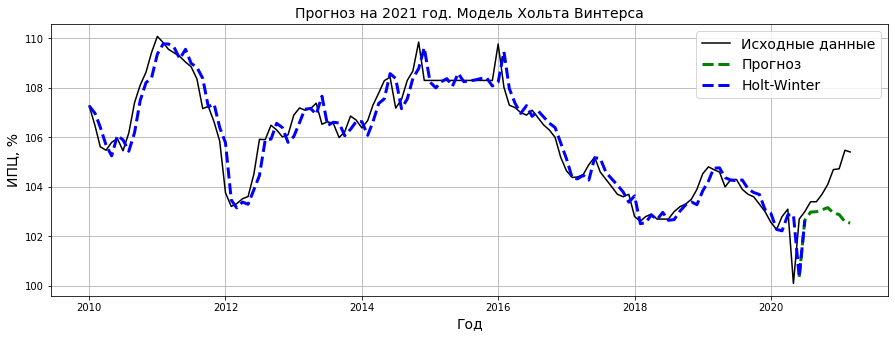 Прогноз на 2021 год. Модель Хольта Винтерса
ИПЦ, %
110
108
106
104
102
100
Исходные данные
Прогноз
Holt-Winter
2010
2012
2014
2016
2018
2020
Год